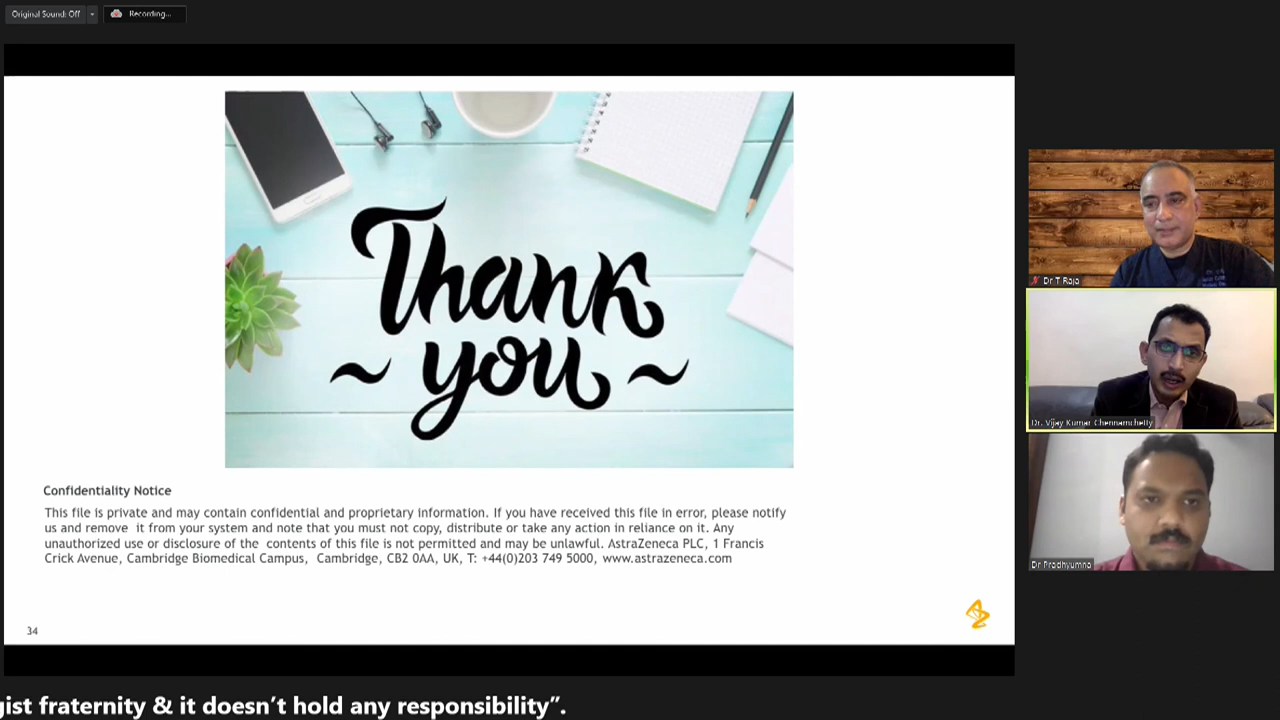 Original Sound: Off
Recording...
Thank
~ you ~
Confidentiality Notice
This file is private and may contain confidential and proprietary information. If you have received this file in error, please notify
us and remove it from your system and note that you must not copy, distribute or take any action in reliance on it. Any
unauthorized use or disclosure of the contents of this file is not permitted and may be unlawful. AstraZeneca PLC, 1 Francis
Crick Avenue, Cambridge Biomedical Campus, Cambridge, CB2 0AA, UK, T: +44(0)203 749 5000, www.astrazeneca.com
34
Dr T Raja
Dr. Vijay Kumar Chennamchetty
Dr Pradhyumna
gist fraternity & it doesn’t hold any responsibility”.